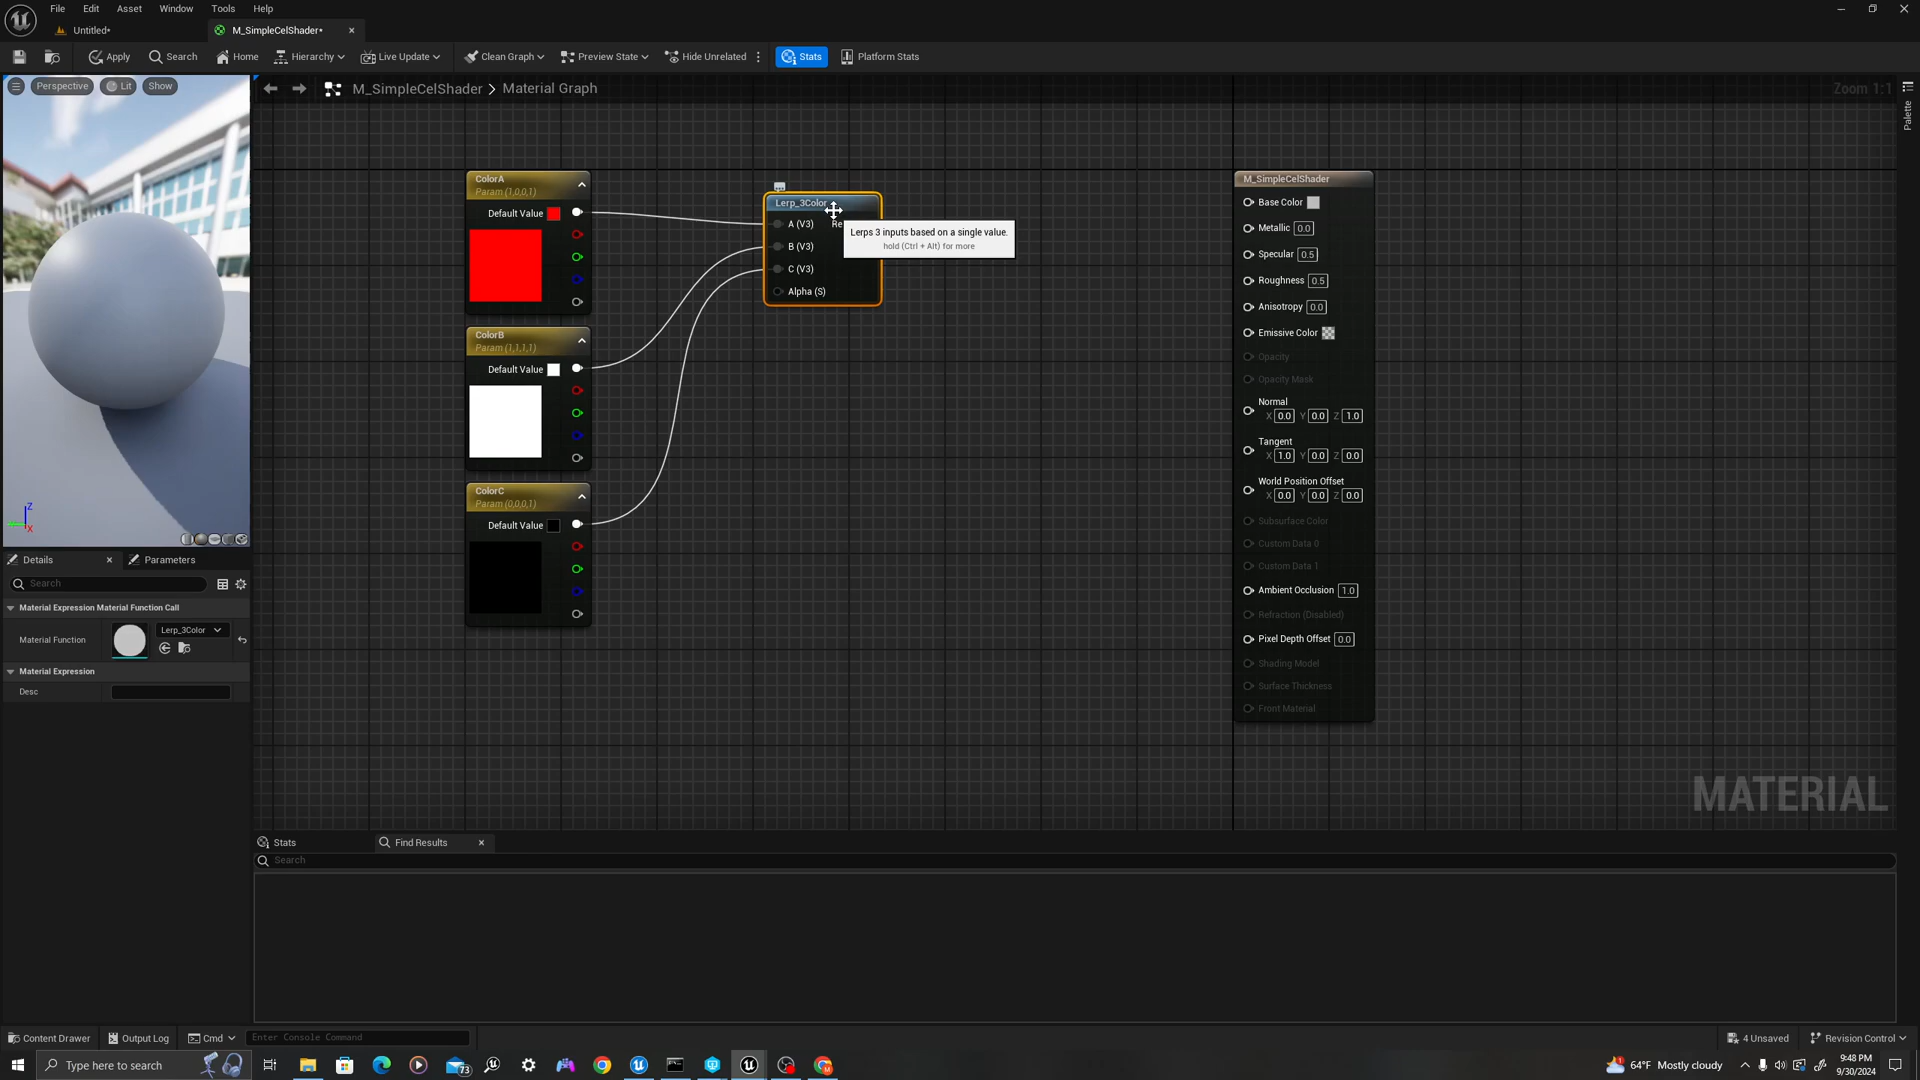 File Edit Asset Window Tools Help
Untitled* M_SimpleCelShader*
Apply Search Home Hierarchy Live Update Clean Graph Preview State Hide Unrelated Stats Platform Stats
Perspective Lit Show
M_SimpleCelShader > Material Graph
Zoom 1:1
Palette
ColorA
Param (1,0,0,1)
Default Value
ColorB
Param (1,1,1,1)
Default Value
ColorC
Param (0,0,0,1)
Default Value
Lerp_3Color
A (V3) Re
B (V3)
C (V3)
Alpha (S)
Lerps 3 inputs based on a single value.
hold (Ctrl + Alt) for more
M_SimpleCelShader
Base Color
Metallic 0.0
Specular 0.5
Roughness 0.5
Anisotropy 0.0
Emissive Color
Opacity
Opacity Mask
Normal
X 0.0 Y 0.0 Z 1.0
Tangent
X 1.0 Y 0.0 Z 0.0
World Position Offset
X 0.0 Y 0.0 Z 0.0
Subsurface Color
Custom Data 0
Custom Data 1
Ambient Occlusion 1.0
Refraction (Disabled)
Pixel Depth Offset 0.0
Shading Model
Surface Thickness
Front Material
MATERIAL
Z
X
Details Parameters
Search
Material Expression Material Function Call
Material Function Lerp_3Color
Material Expression
Desc
Stats Find Results
Search
Content Drawer Output Log Cmd Enter Console Command 4 Unsaved Revision Control
Type here to search 73 64°F Mostly cloudy 9:48 PM
9/30/2024